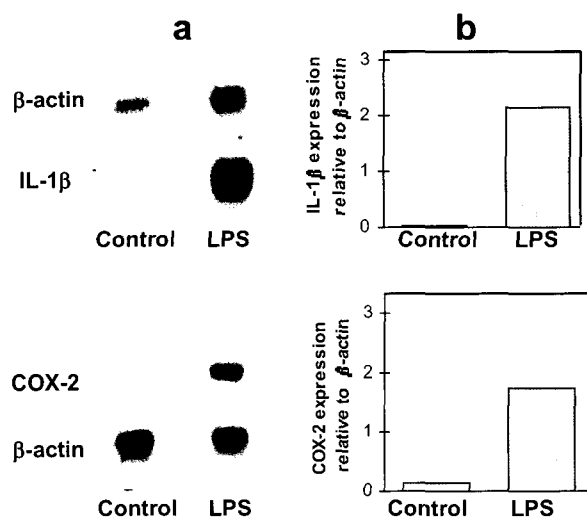 a
β-actin
IL-1β
Control LPS
COX-2
β-actin
Control LPS
b
IL-1β expression
relative to β-actin
3
2
1
0
Control LPS
COX-2 expression
relative to β-actin
3
2
1
0
Control LPS